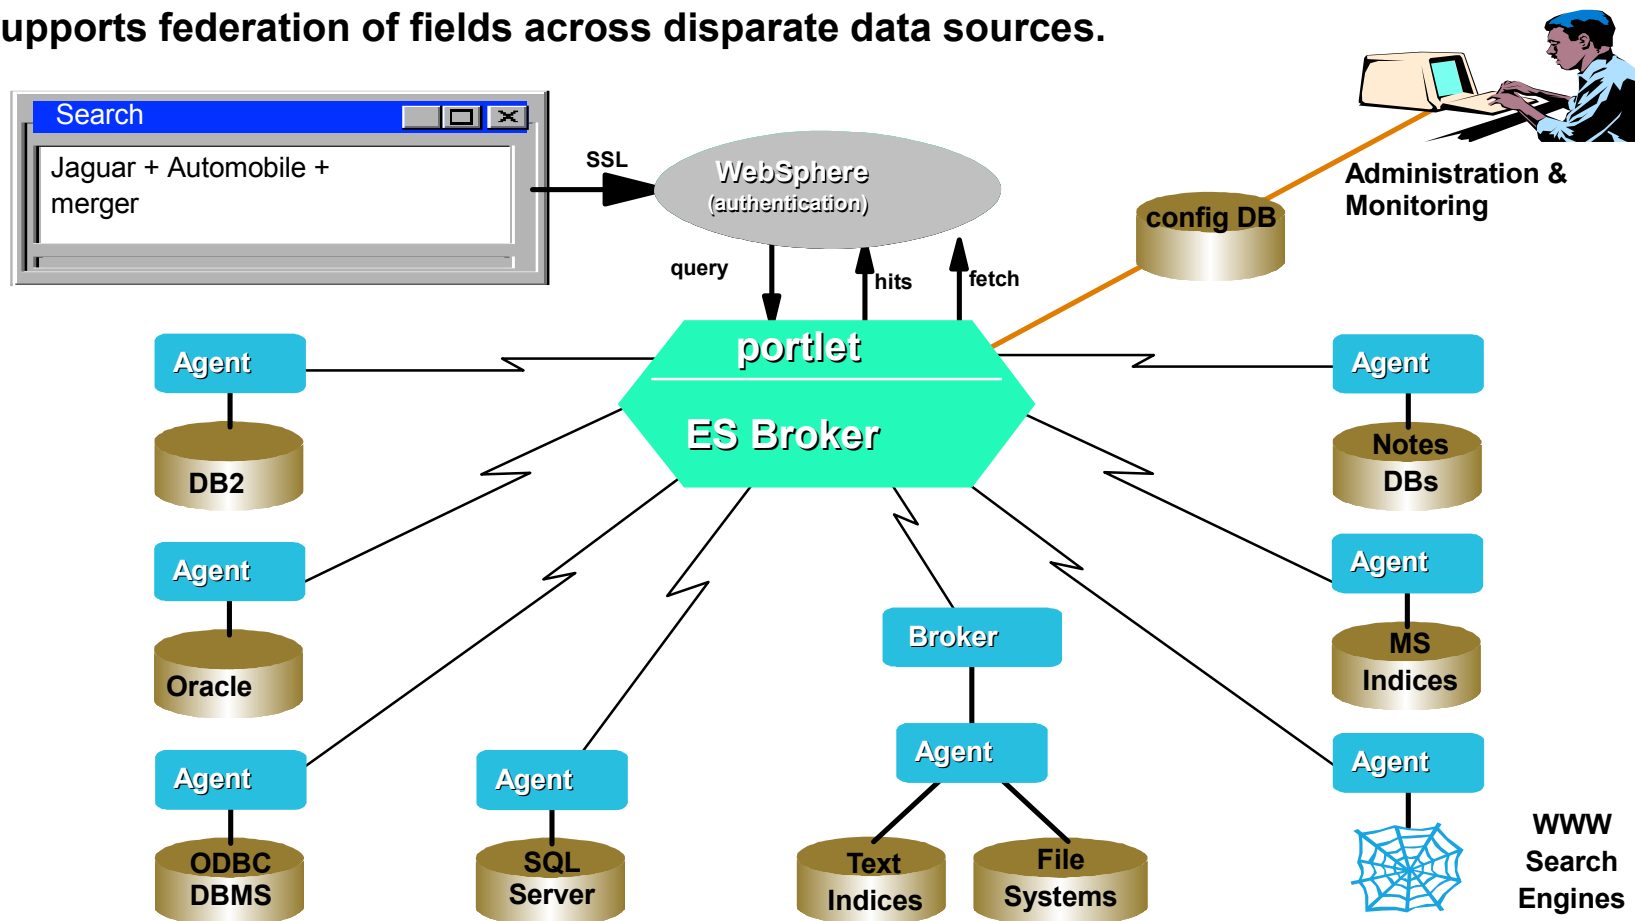 upports federation of fields across disparate data sources.
Search
Jaguar + Automobile +
merger
SSL
WebSphere
(authentication)
Administration &
Monitoring
config DB
query
hits
fetch
portlet
ES Broker
Agent
DB2
Agent
Notes
DBs
Agent
Oracle
Agent
MS
Indices
Broker
Agent
ODBC
DBMS
Agent
SQL
Server
Agent
Text
Indices
File
Systems
Agent
WWW
Search
Engines